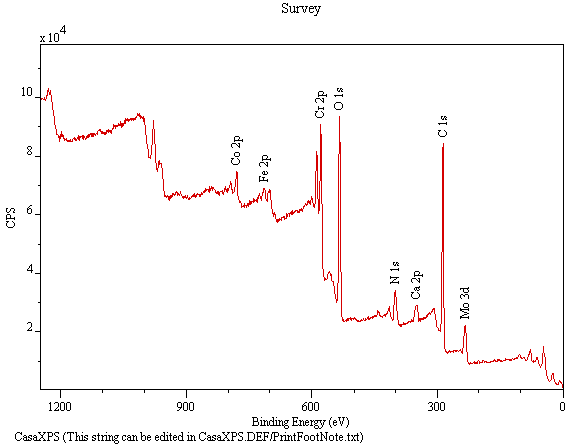 Survey
x 10^4
10
8
6
4
2
CPS
Co 2p
Fe 2p
Cr 2p
O 1s
N 1s
Ca 2p
C 1s
Mo 3d
1200 900 600 300 0
Binding Energy (eV)
CasaXPS (This string can be edited in CasaXPS.DEF/PrintFootNote.txt)